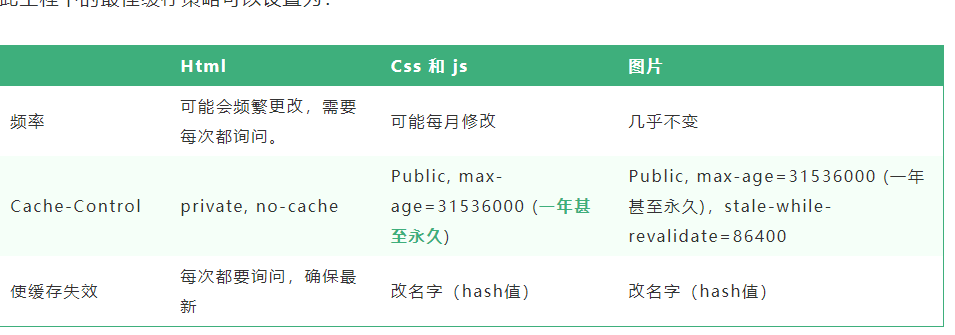 此工程下的最佳缓存策略可以设置为：
Html
Css 和 js
图片
频率
可能会频繁更改，需要
每次都询问。
可能每月修改
几乎不变
Cache-Control
private, no-cache
Public, max-
age=31536000 (一年甚
至永久)
Public, max-age=31536000 (一年
甚至永久)，stale-while-
revalidate=86400
使缓存失效
每次都要询问，确保最
新
改名字（hash值）
改名字（hash值）